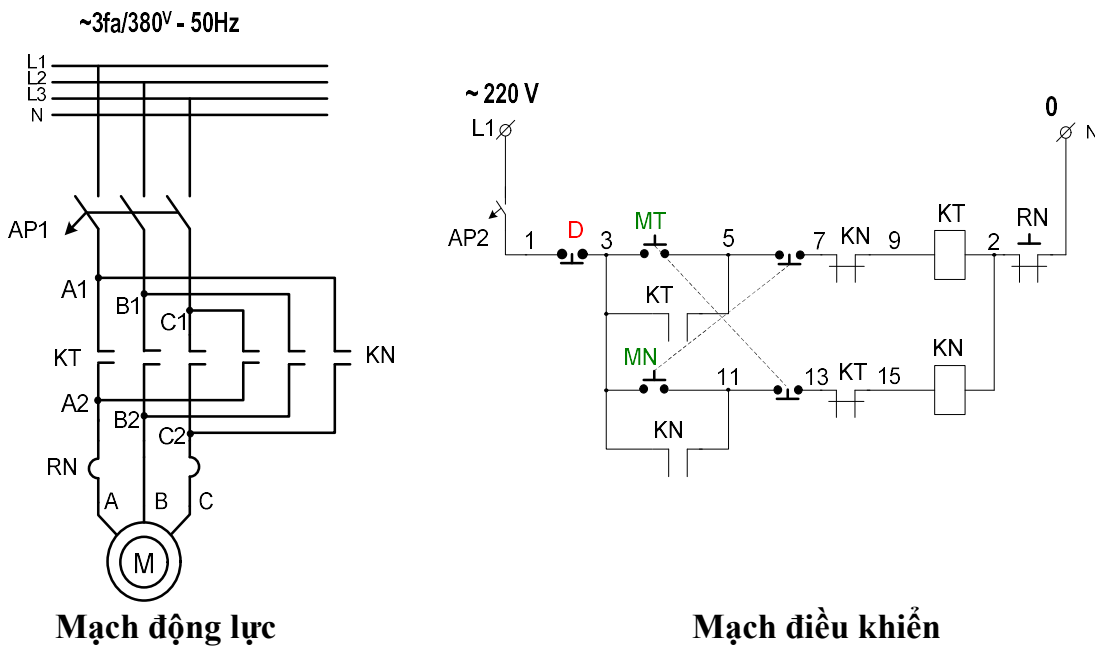 ~3fa/380V - 50Hz
L1
L2
L3
N
AP1
A1
B1
C1
KT
KN
A2
B2
C2
RN
A B C
M
Mạch động lực
~ 220 V
0
L1
N
AP2
1 D 3 MT 5 7 KN 9 KT 2 RN
KT
MN 11 13 KT 15 KN
KN
Mạch điều khiển